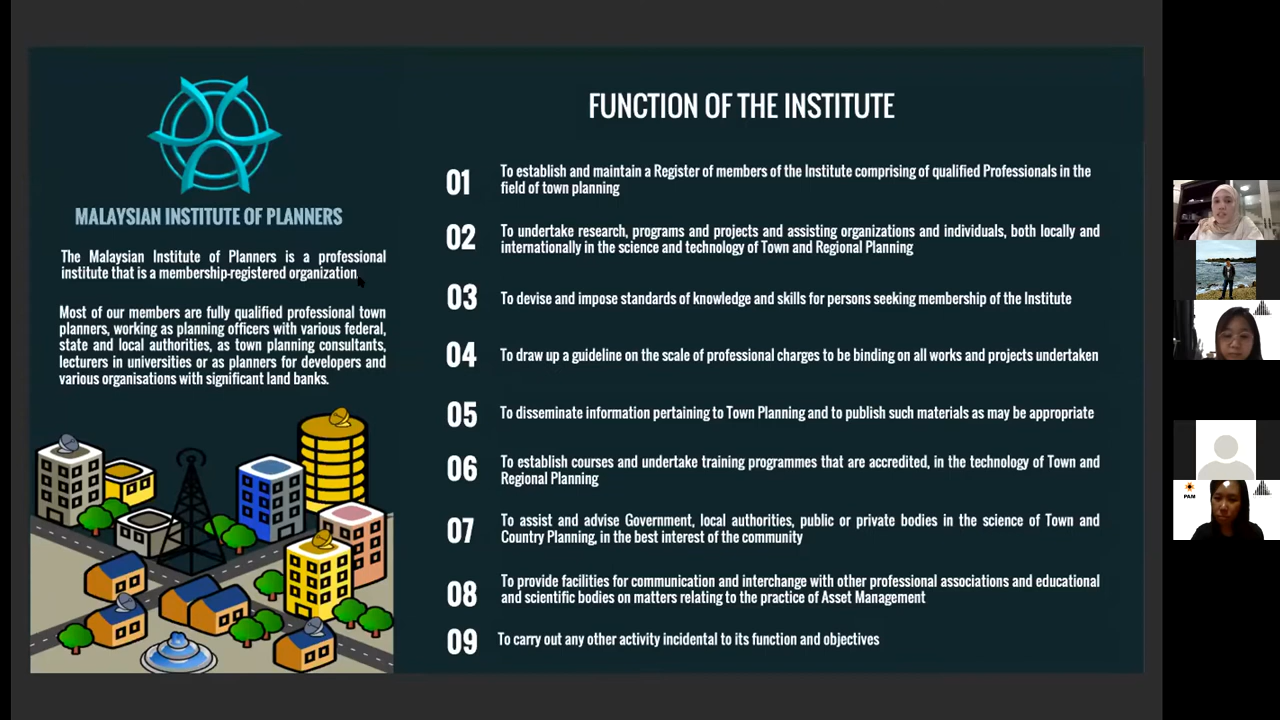 MALAYSIAN INSTITUTE OF PLANNERS
The Malaysian Institute of Planners is a professional
institute that is a membership-registered organization.
Most of our members are fully qualified professional town
planners, working as planning officers with various federal,
state and local authorities, as town planning consultants,
lecturers in universities or as planners for developers and
various organisations with significant land banks.
FUNCTION OF THE INSTITUTE
01 To establish and maintain a Register of members of the Institute comprising of qualified Professionals in the
field of town planning
02 To undertake research, programs and projects and assisting organizations and individuals, both locally and
internationally in the science and technology of Town and Regional Planning
03 To devise and impose standards of knowledge and skills for persons seeking membership of the Institute
04 To draw up a guideline on the scale of professional charges to be binding on all works and projects undertaken
05 To disseminate information pertaining to Town Planning and to publish such materials as may be appropriate
06 To establish courses and undertake training programmes that are accredited, in the technology of Town and
Regional Planning
07 To assist and advise Government, local authorities, public or private bodies in the science of Town and
Country Planning, in the best interest of the community
08 To provide facilities for communication and interchange with other professional associations and educational
and scientific bodies on matters relating to the practice of Asset Management
09 To carry out any other activity incidental to its function and objectives
PAM